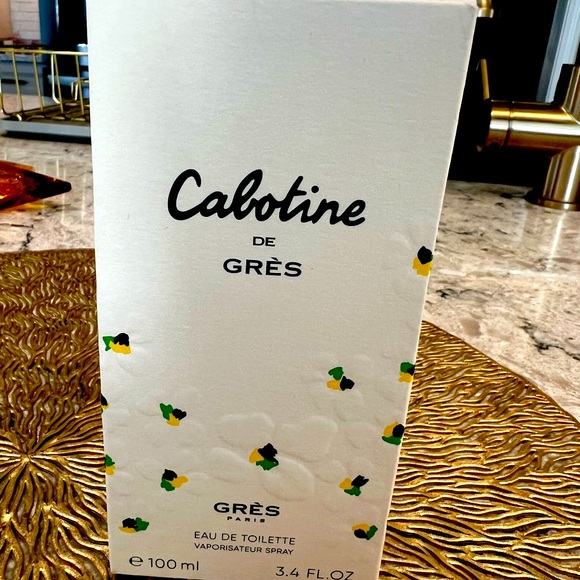 Cabotine
DE
GRÈS
GRÈS
PARIS
EAU DE TOILETTE
VAPORISATEUR SPRAY
e 100 ml 3.4 FL.OZ